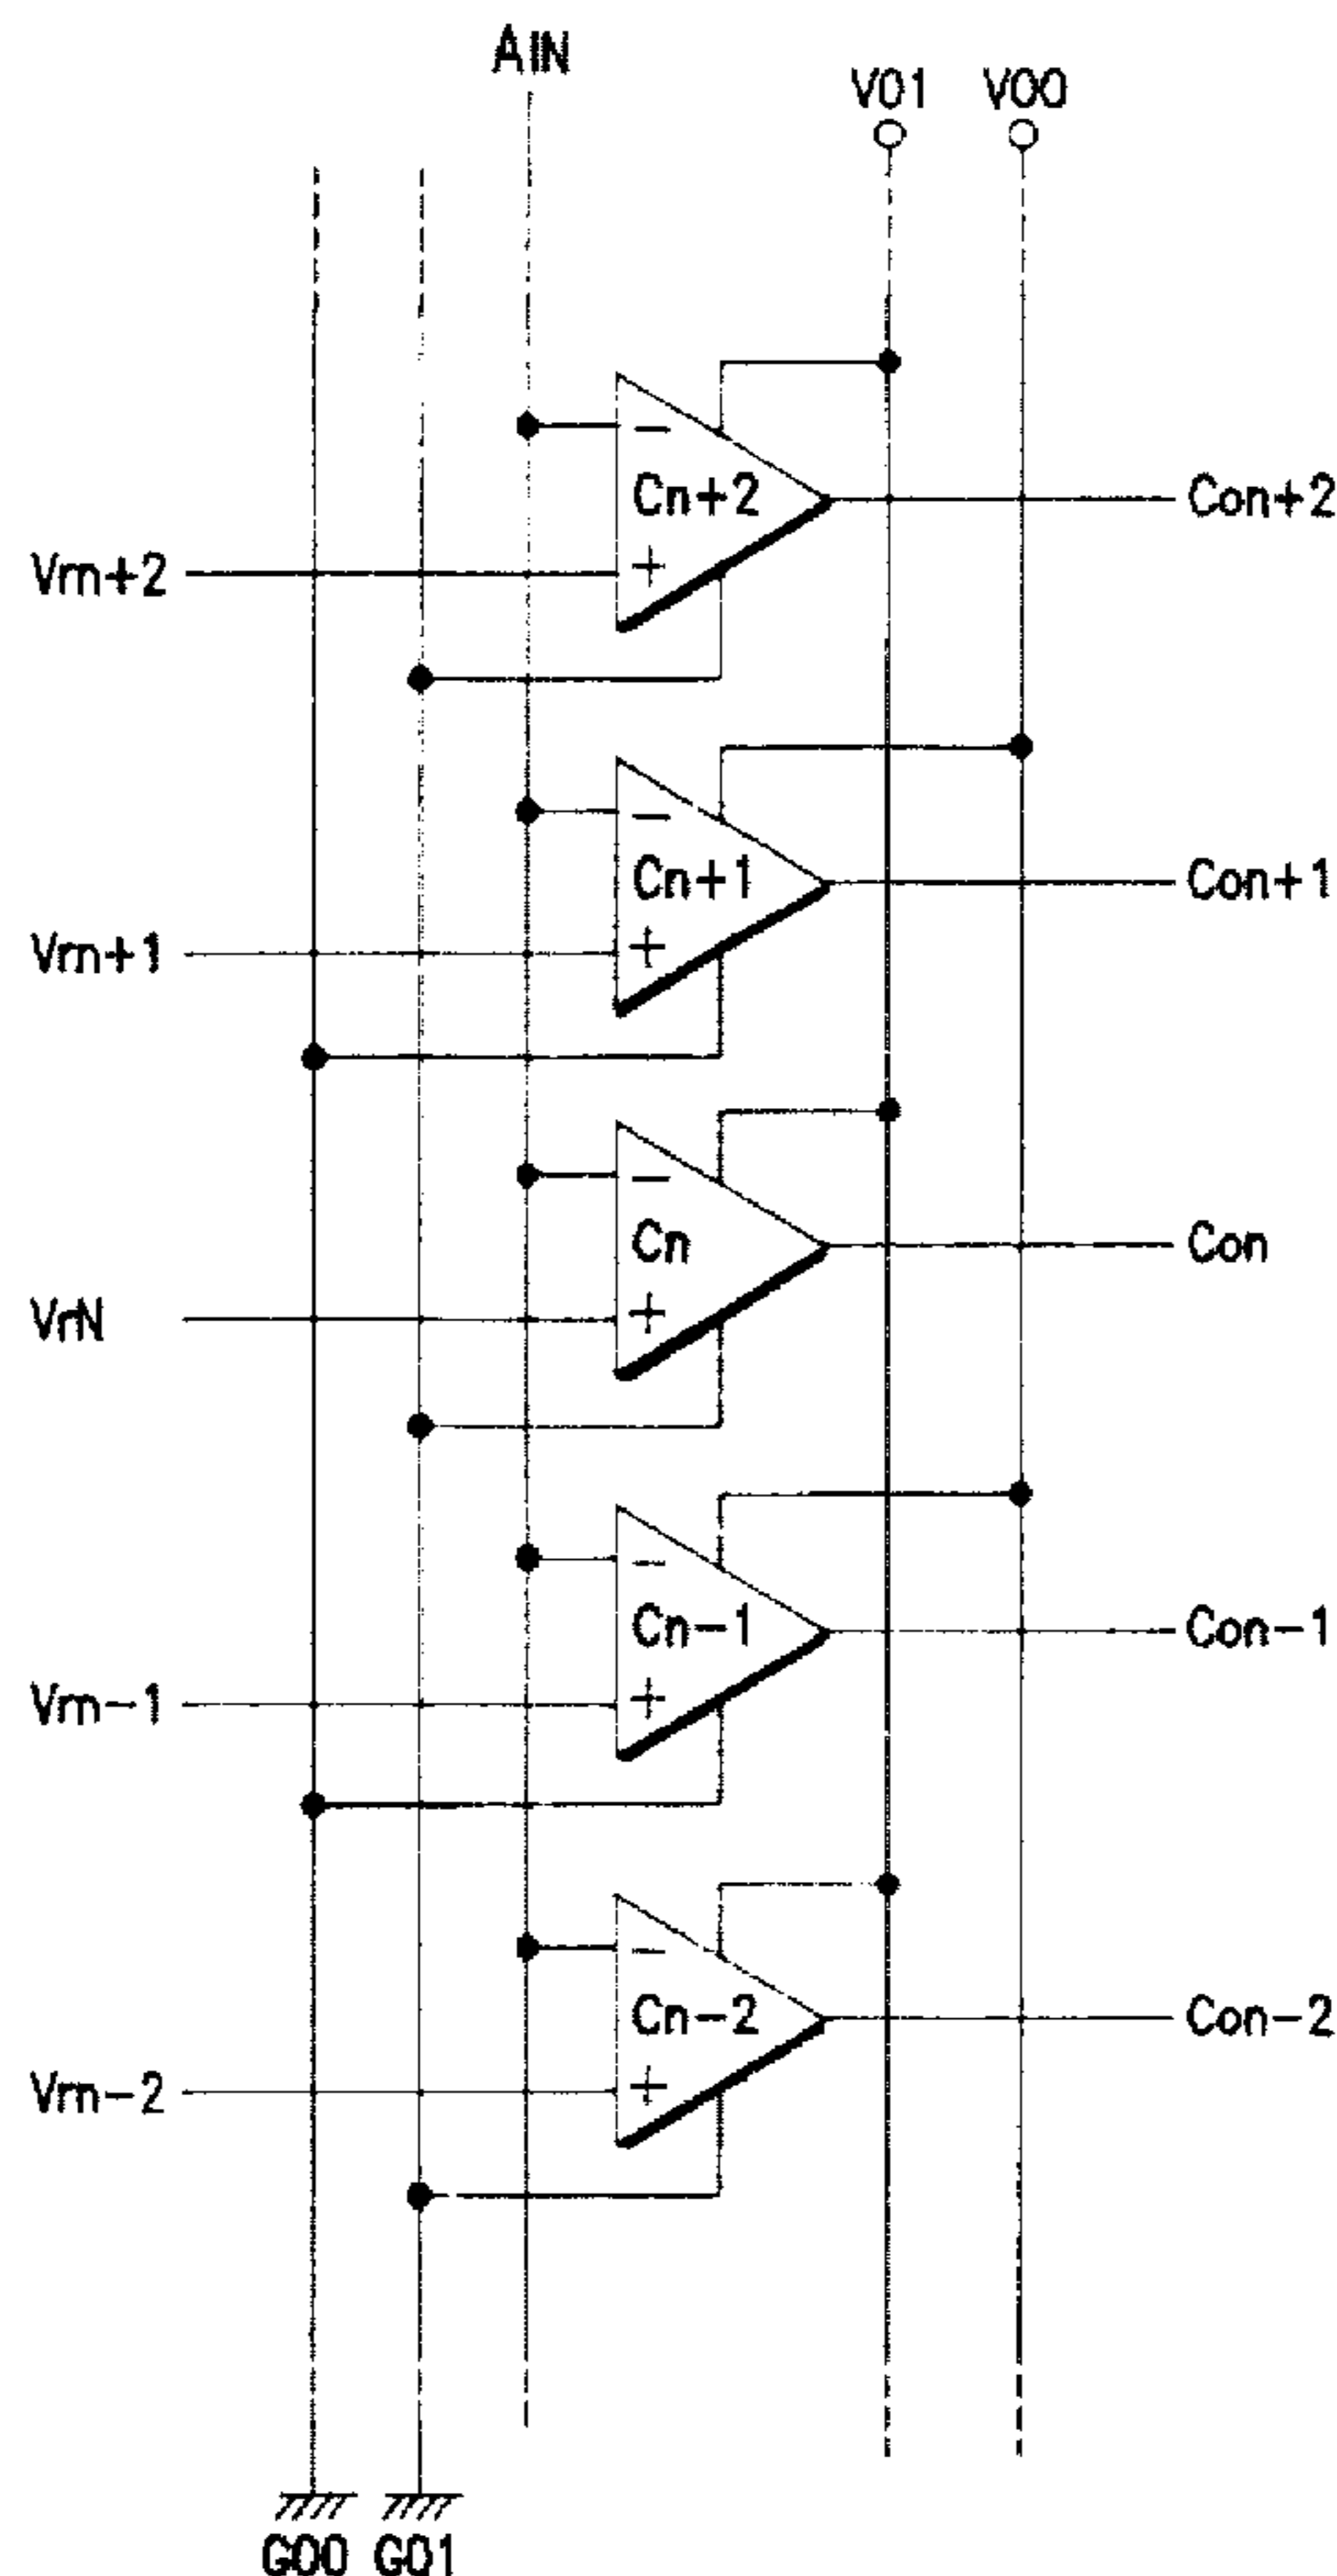 AIN
V01 V00
−
Cn+2
Con+2
Vrn+2
+
−
Cn+1
Con+1
Vrn+1
+
−
Cn
Con
VrN
+
−
Cn-1
Con-1
Vrn-1
+
−
Cn-2
Con-2
Vrn-2
+
G00 G01